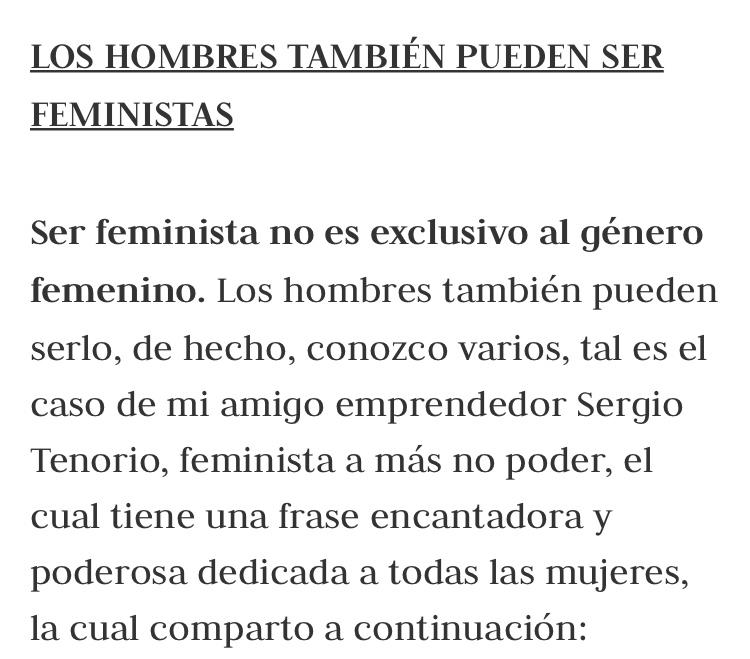 LOS HOMBRES TAMBIÉN PUEDEN SER
FEMINISTAS
Ser feminista no es exclusivo al género
femenino. Los hombres también pueden
serlo, de hecho, conozco varios, tal es el
caso de mi amigo emprendedor Sergio
Tenorio, feminista a más no poder, el
cual tiene una frase encantadora y
poderosa dedicada a todas las mujeres,
la cual comparto a continuación: